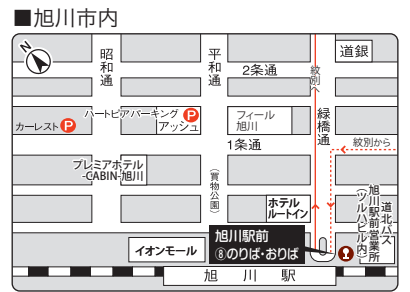 ■旭川市内
N
昭和通
平和通
道銀
2条通
紋別へ
ハートピアパーキング P
カーレスト P
アッシュ
フィール
旭川
緑橋通
1条通
紋別から
プレミアホテル
-CABIN-旭川
(買物公園)
ホテル
ルートイン
道北バス
旭川駅前営業所
(ツルハビル内)
旭川駅前
⑧のりば・おりば
イオンモール
旭川駅